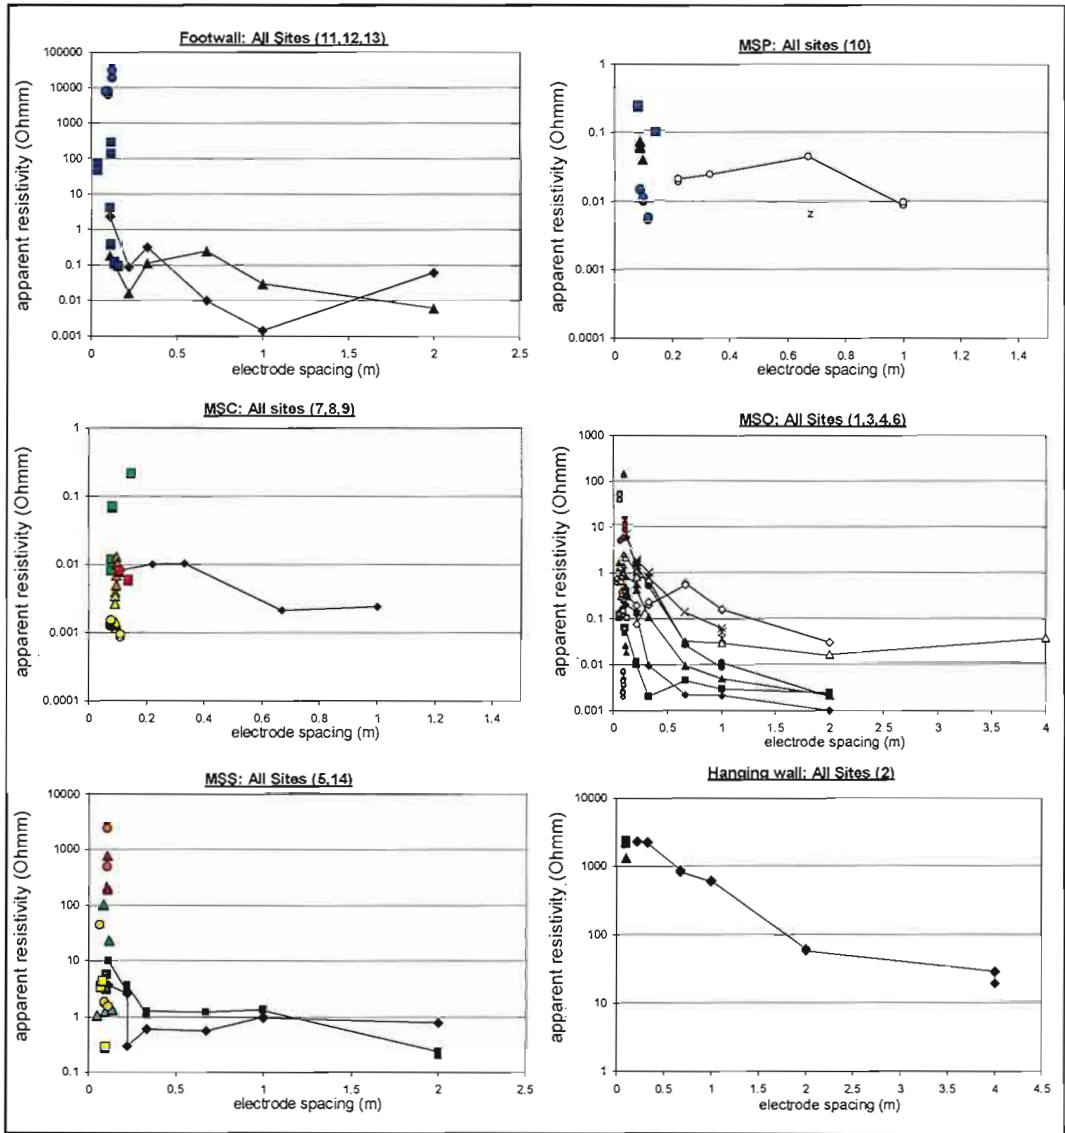 Footwall: All Sites (11,12,13)
apparent resistivity (Ohmm)
100000
10000
1000
100
10
1
0.1
0.01
0.001
0 0.5 1 1.5 2 2.5
electrode spacing (m)
MSP: All sites (10)
apparent resistivity (Ohmm)
1
0.1
0.01
0.001
0.0001
z
0 0.2 0.4 0.6 0.8 1 1.2 1.4
electrode spacing (m)
MSC: All sites (7,8,9)
apparent resistivity (Ohmm)
1
0.1
0.01
0.001
0.0001
0 0.2 0.4 0.6 0.8 1 1.2 1.4
electrode spacing (m)
MSO: All Sites (1,3,4,6)
apparent resistivity (Ohmm)
1000
100
10
1
0.1
0.01
0.001
0 0.5 1 1.5 2 2.5 3 3.5 4
electrode spacing (m)
MSS: All Sites (5,14)
apparent resistivity (Ohmm)
10000
1000
100
10
1
0.1
0 0.5 1 1.5 2 2.5
electrode spacing (m)
Hanging wall: All Sites (2)
apparent resistivity (Ohmm)
10000
1000
100
10
1
0 0.5 1 1.5 2 2.5 3 3.5 4 4.5
electrode spacing (m)